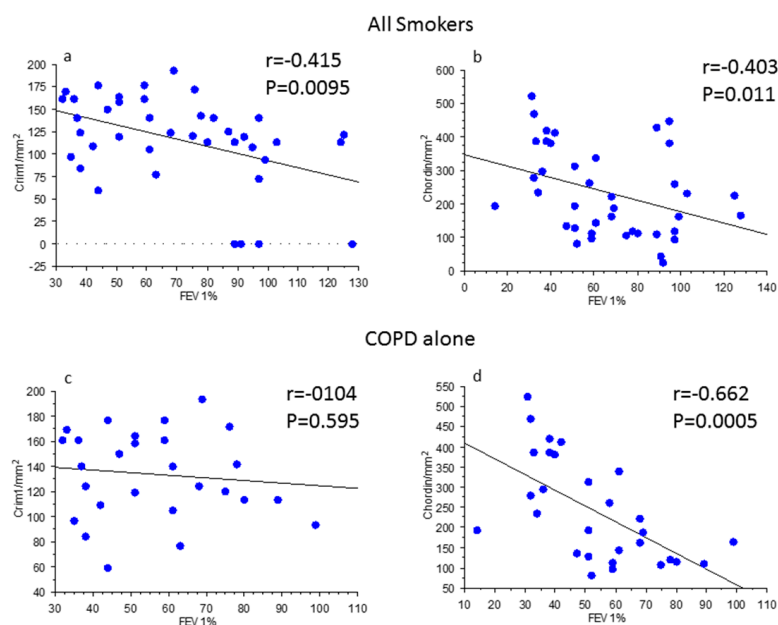 All Smokers
a
r=-0.415
P=0.0095
Crim1/mm²
200
175
150
125
100
75
50
25
0
-25
30 40 50 60 70 80 90 100 110 120 130
FEV 1%
b
r=-0.403
P=0.011
Chordin/mm²
600
500
400
300
200
100
0
0 20 40 60 80 100 120 140
FEV 1%
COPD alone
c
r=-0104
P=0.595
Crim1/mm²
200
180
160
140
120
100
80
60
40
30 40 50 60 70 80 90 100 110
FEV 1%
d
r=-0.662
P=0.0005
Chordin/mm²
550
500
450
400
350
300
250
200
150
100
50
10 20 30 40 50 60 70 80 90 100 110
FEV 1%